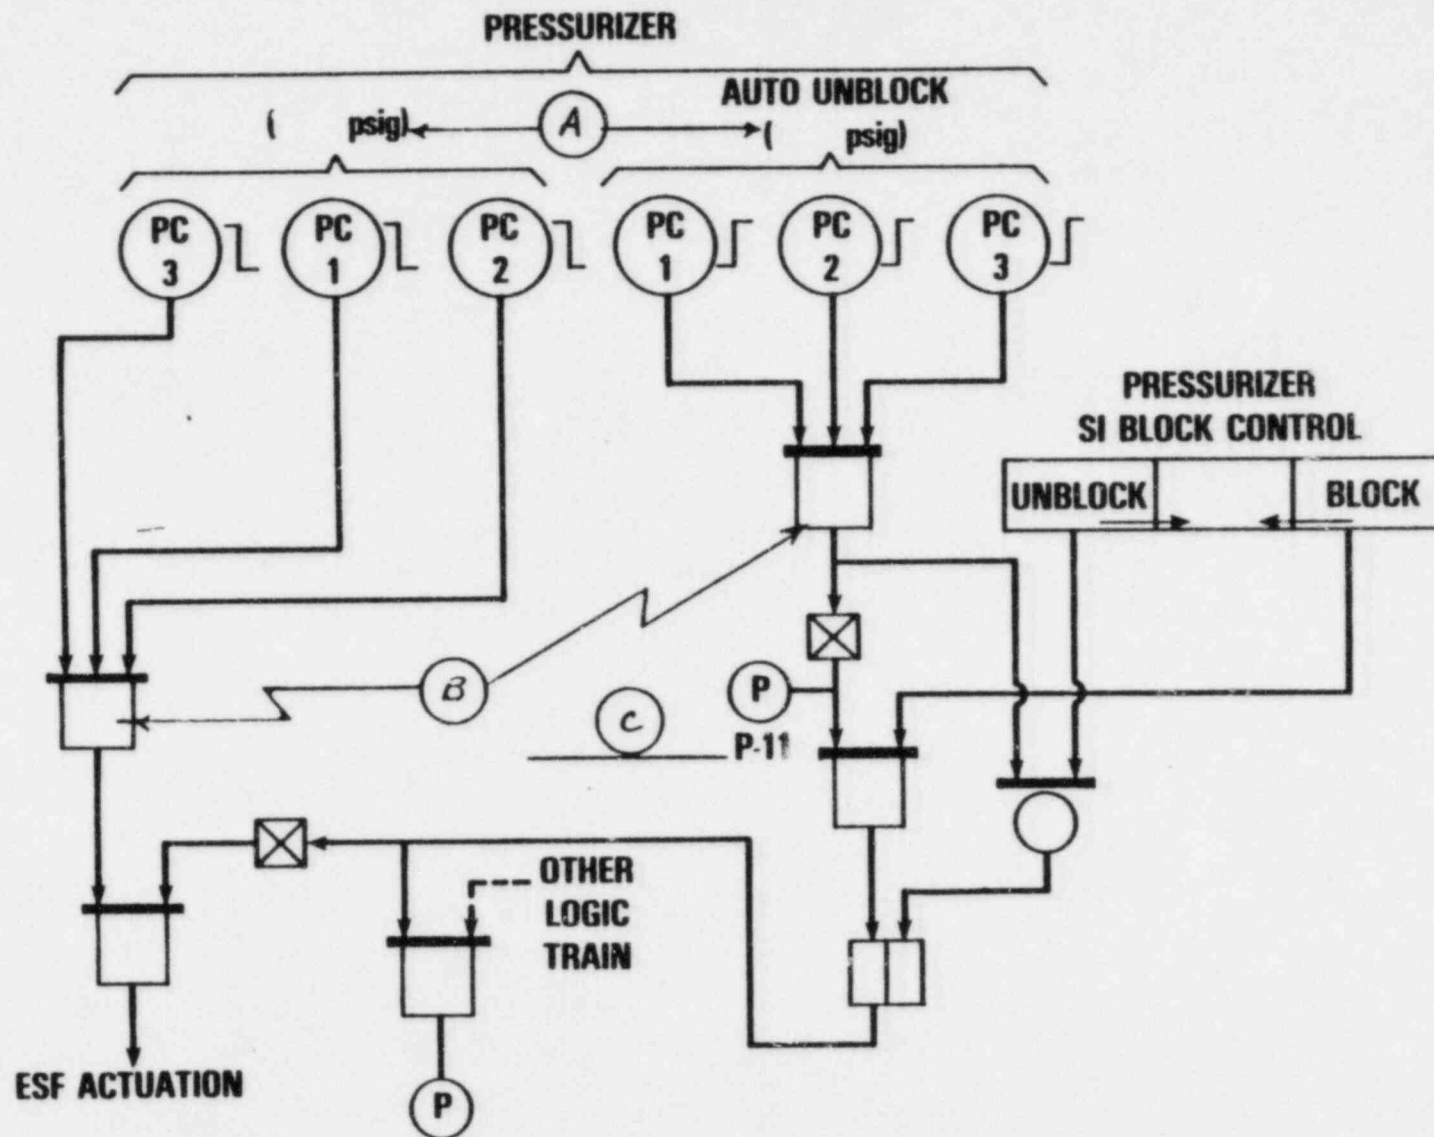 PRESSURIZER
AUTO UNBLOCK
( psig)
A
( psig)
PC
3
PC
1
PC
2
PC
1
PC
2
PC
3
PRESSURIZER
SI BLOCK CONTROL
UNBLOCK
BLOCK
B
C
P
P-11
OTHER
LOGIC
TRAIN
ESF ACTUATION
P